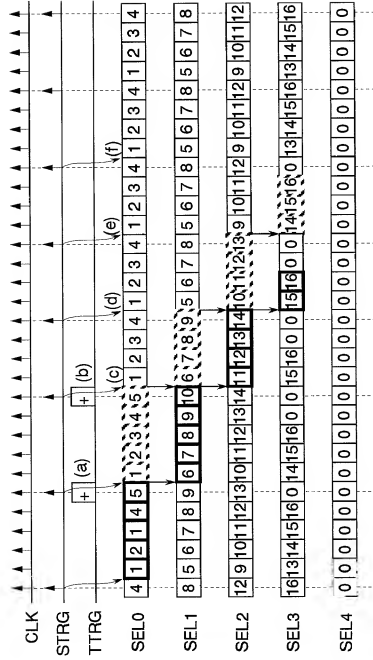 CLK
STRG
TTRG + (a) + (b) (c) (d) (e) (f)
SEL0 4 1 2 1 4 5 1 2 3 4 5 1 2 3 4 1 2 3 4 1 2 3 4 1 2 3 4 1 2 3 4
SEL1 8 5 6 7 8 9 6 7 8 9 10 6 7 8 9 5 6 7 8 5 6 7 8 5 6 7 8 5 6 7 8
SEL2 12 9 10 11 12 13 10 11 12 13 14 11 12 13 14 10 11 12 13 9 10 11 12 9 10 11 12 9 10 11 12
SEL3 16 13 14 15 16 0 14 15 16 0 0 15 16 0 0 15 16 0 0 14 15 16 0 13 14 15 16 13 14 15 16
SEL4 0 0 0 0 0 0 0 0 0 0 0 0 0 0 0 0 0 0 0 0 0 0 0 0 0 0 0 0 0 0 0